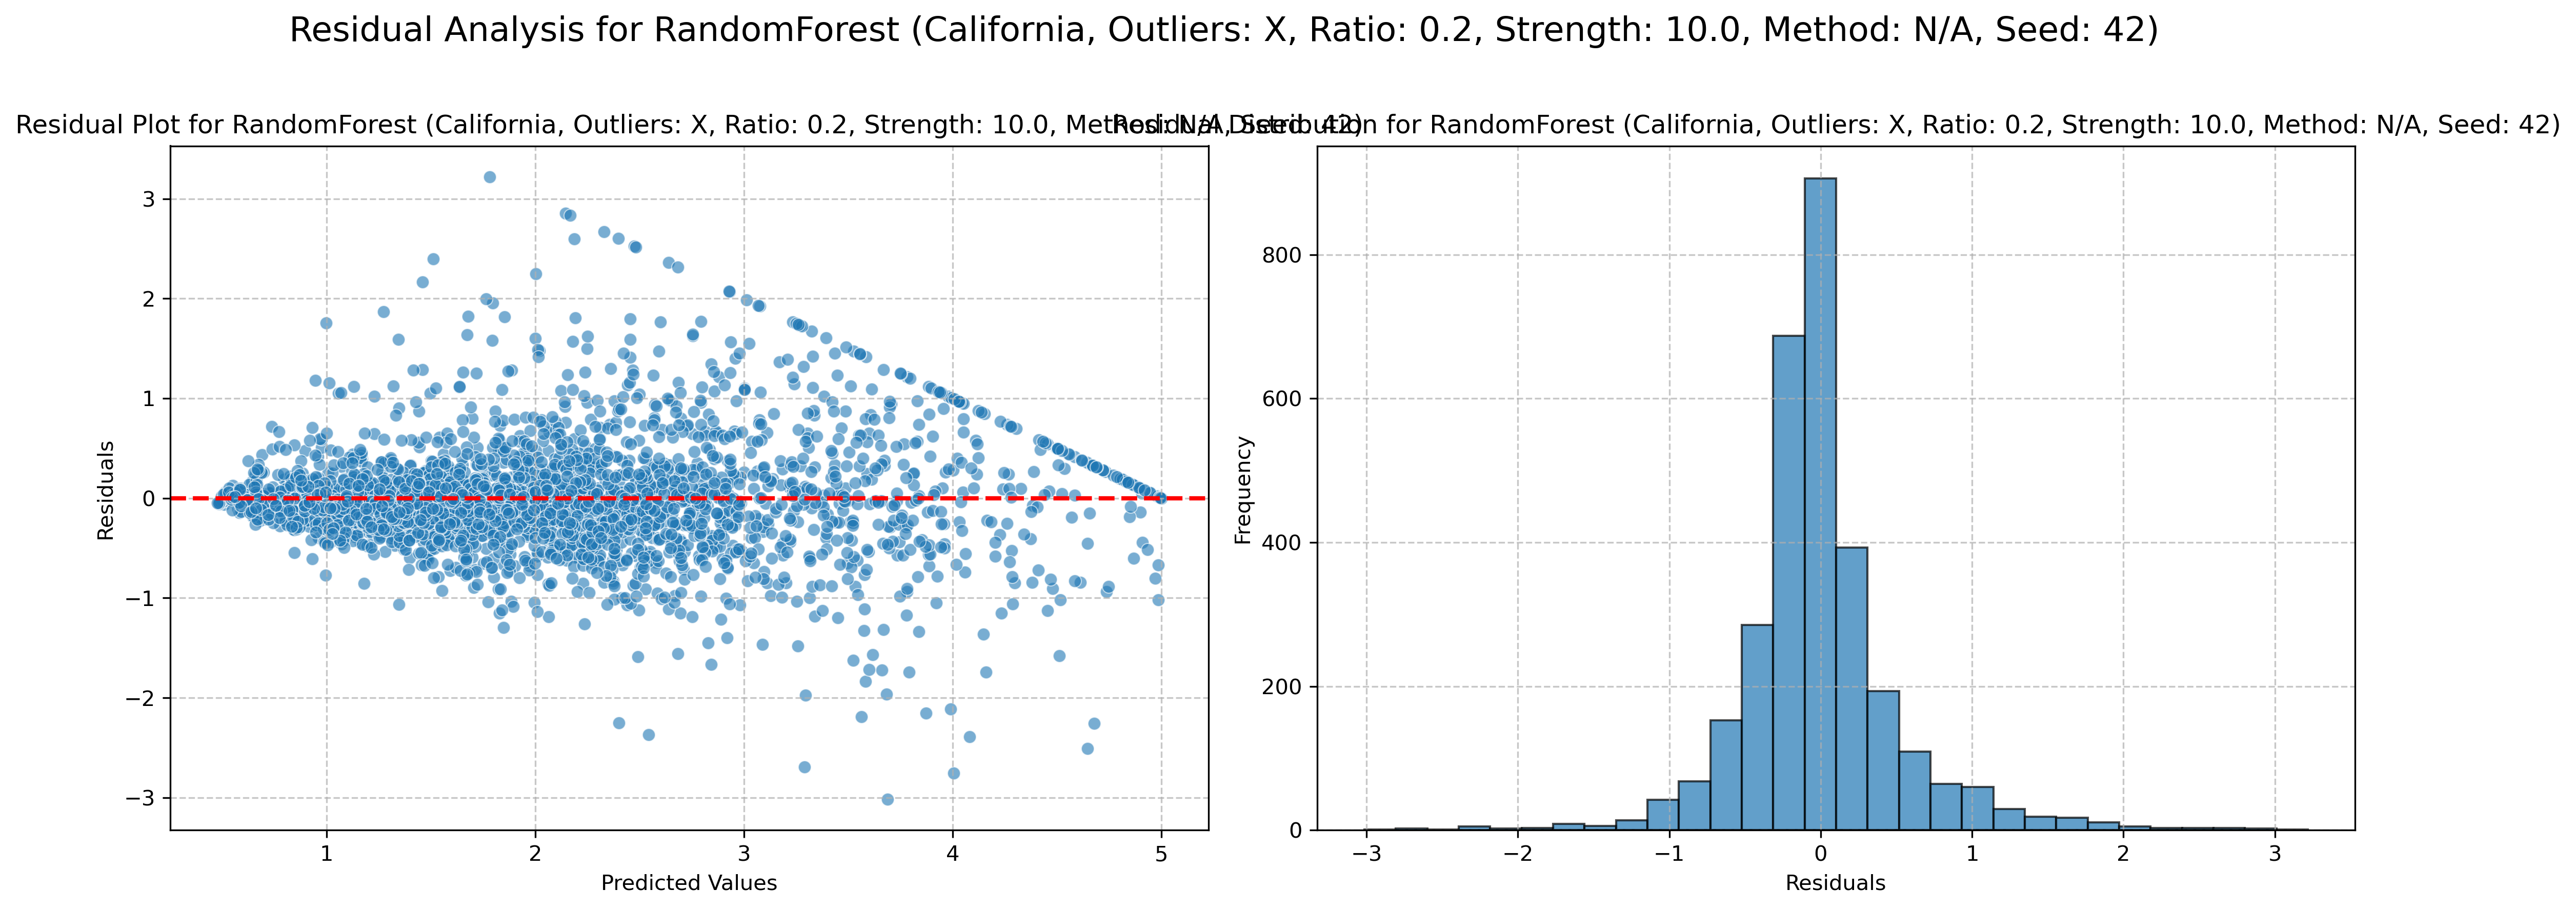 Residual Analysis for RandomForest (California, Outliers: X, Ratio: 0.2, Strength: 10.0, Method: N/A, Seed: 42)
Residual Plot for RandomForest (California, Outliers: X, Ratio: 0.2, Strength: 10.0, Method: N/A, Seed: 42)
Residual Distribution for RandomForest (California, Outliers: X, Ratio: 0.2, Strength: 10.0, Method: N/A, Seed: 42)
Residuals
3
2
1
0
−1
−2
−3
1 2 3 4 5
Predicted Values
Frequency
800
600
400
200
0
−3 −2 −1 0 1 2 3
Residuals